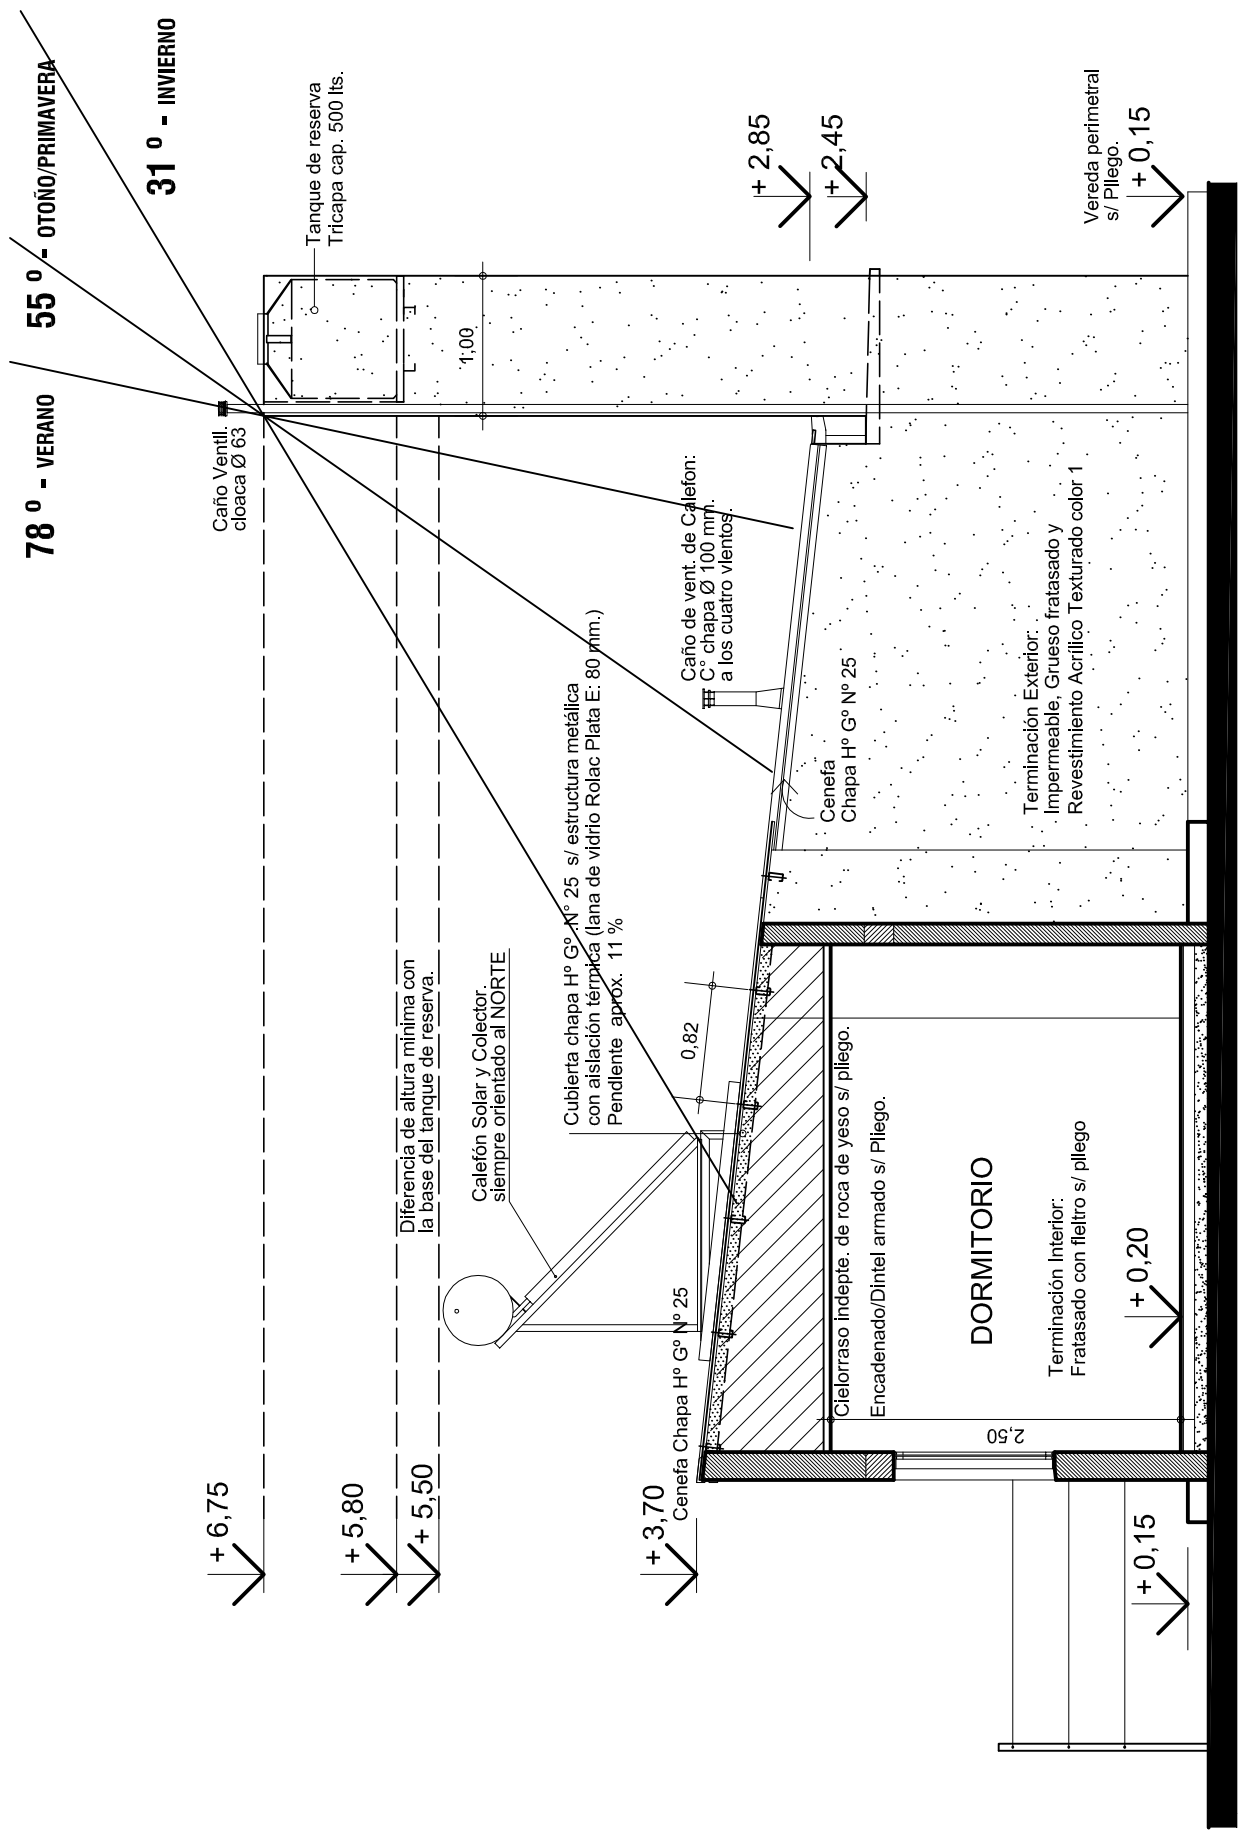 78 º - VERANO
55 º - OTOÑO/PRIMAVERA
31 º - INVIERNO
Caño Ventil.
cloaca Ø 63
Tanque de reserva
Tricapa cap. 500 lts.
+ 6,75
+ 5,80
+ 5,50
Diferencia de altura minima con
la base del tanque de reserva.
1,00
Calefón Solar y Colector.
siempre orientado al NORTE
Cubierta chapa Hº Gº .N° 25 s/ estructura metálica
con aislación térmica (lana de vidrio Rolac Plata E: 80 mm.)
Pendiente aprox. 11 %
Caño de vent. de Calefon:
C° chapa Ø 100 mm.
a los cuatro vientos.
+ 3,70
Cenefa Chapa Hº Gº Nº 25
0,82
+ 2,85
+ 2,45
Cenefa
Chapa Hº Gº Nº 25
Cielorraso indepte. de roca de yeso s/ pliego.
Encadenado/Dintel armado s/ Pliego.
DORMITORIO
2,50
Terminación Interior:
Fratasado con fieltro s/ pliego
+ 0,20
Terminación Exterior:
Impermeable, Grueso fratasado y
Revestimiento Acrílico Texturado color 1
Vereda perimetral
s/ Pliego.
+ 0,15
+ 0,15